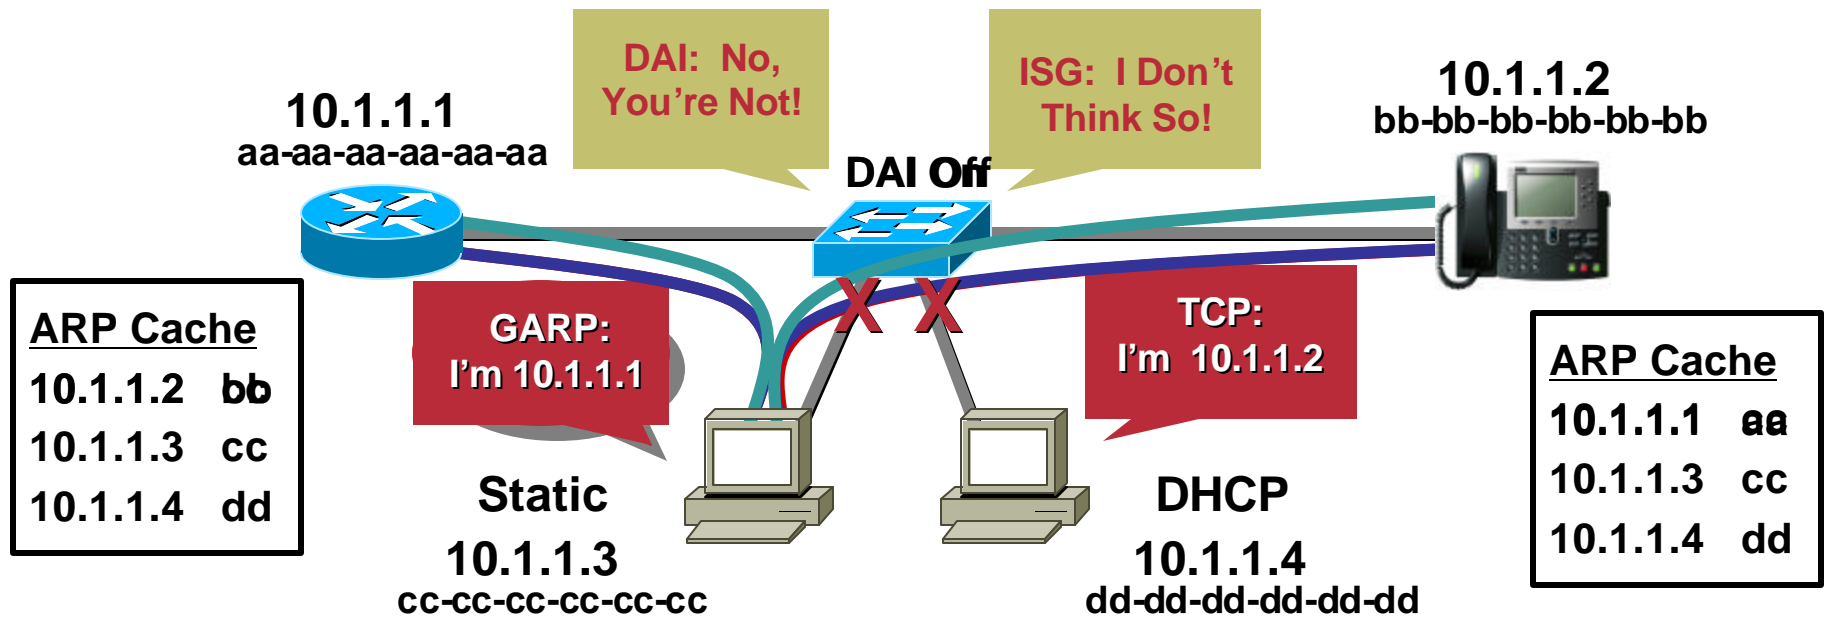 DAI: No,
You're Not!
ISG: I Don't
Think So!
10.1.1.1
aa-aa-aa-aa-aa-aa
10.1.1.2
bb-bb-bb-bb-bb-bb
DAI
GARP:
I'm 10.1.1.1
TCP:
I'm 10.1.1.2
ARP Cache
10.1.1.2
10.1.1.3 cc
10.1.1.4 dd
ARP Cache
10.1.1.1
10.1.1.3 cc
10.1.1.4 dd
Static
10.1.1.3
cc-cc-cc-cc-cc-cc
DHCP
10.1.1.4
dd-dd-dd-dd-dd-dd